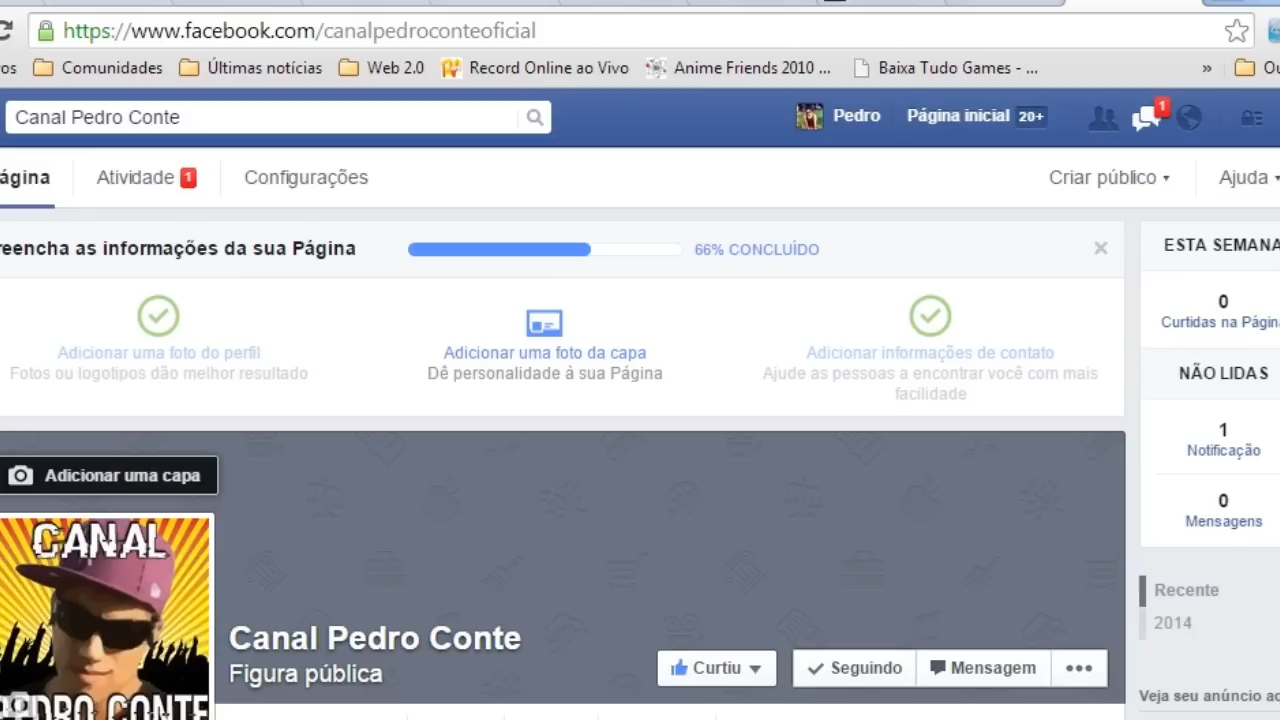 https://www.facebook.com/canalpedroconteoficial
Comunidades Últimas notícias Web 2.0 Record Online ao Vivo Anime Friends 2010 ... Baixa Tudo Games - ... »
Canal Pedro Conte Pedro Página inicial 20+ 1
ágina Atividade 1 Configurações Criar público Ajuda
reencha as informações da sua Página 66% CONCLUÍDO ×
Adicionar uma foto do perfil
Fotos ou logotipos dão melhor resultado
Adicionar uma foto da capa
Dê personalidade à sua Página
Adicionar informações de contato
Ajude as pessoas a encontrar você com mais
facilidade
ESTA SEMANA
0
Curtidas na Págin
NÃO LIDAS
1
Notificação
0
Mensagens
Recente
2014
Veja seu anúncio
Adicionar uma capa
CANAL
PEDRO CONTE
Canal Pedro Conte
Figura pública
Curtiu Seguindo Mensagem •••